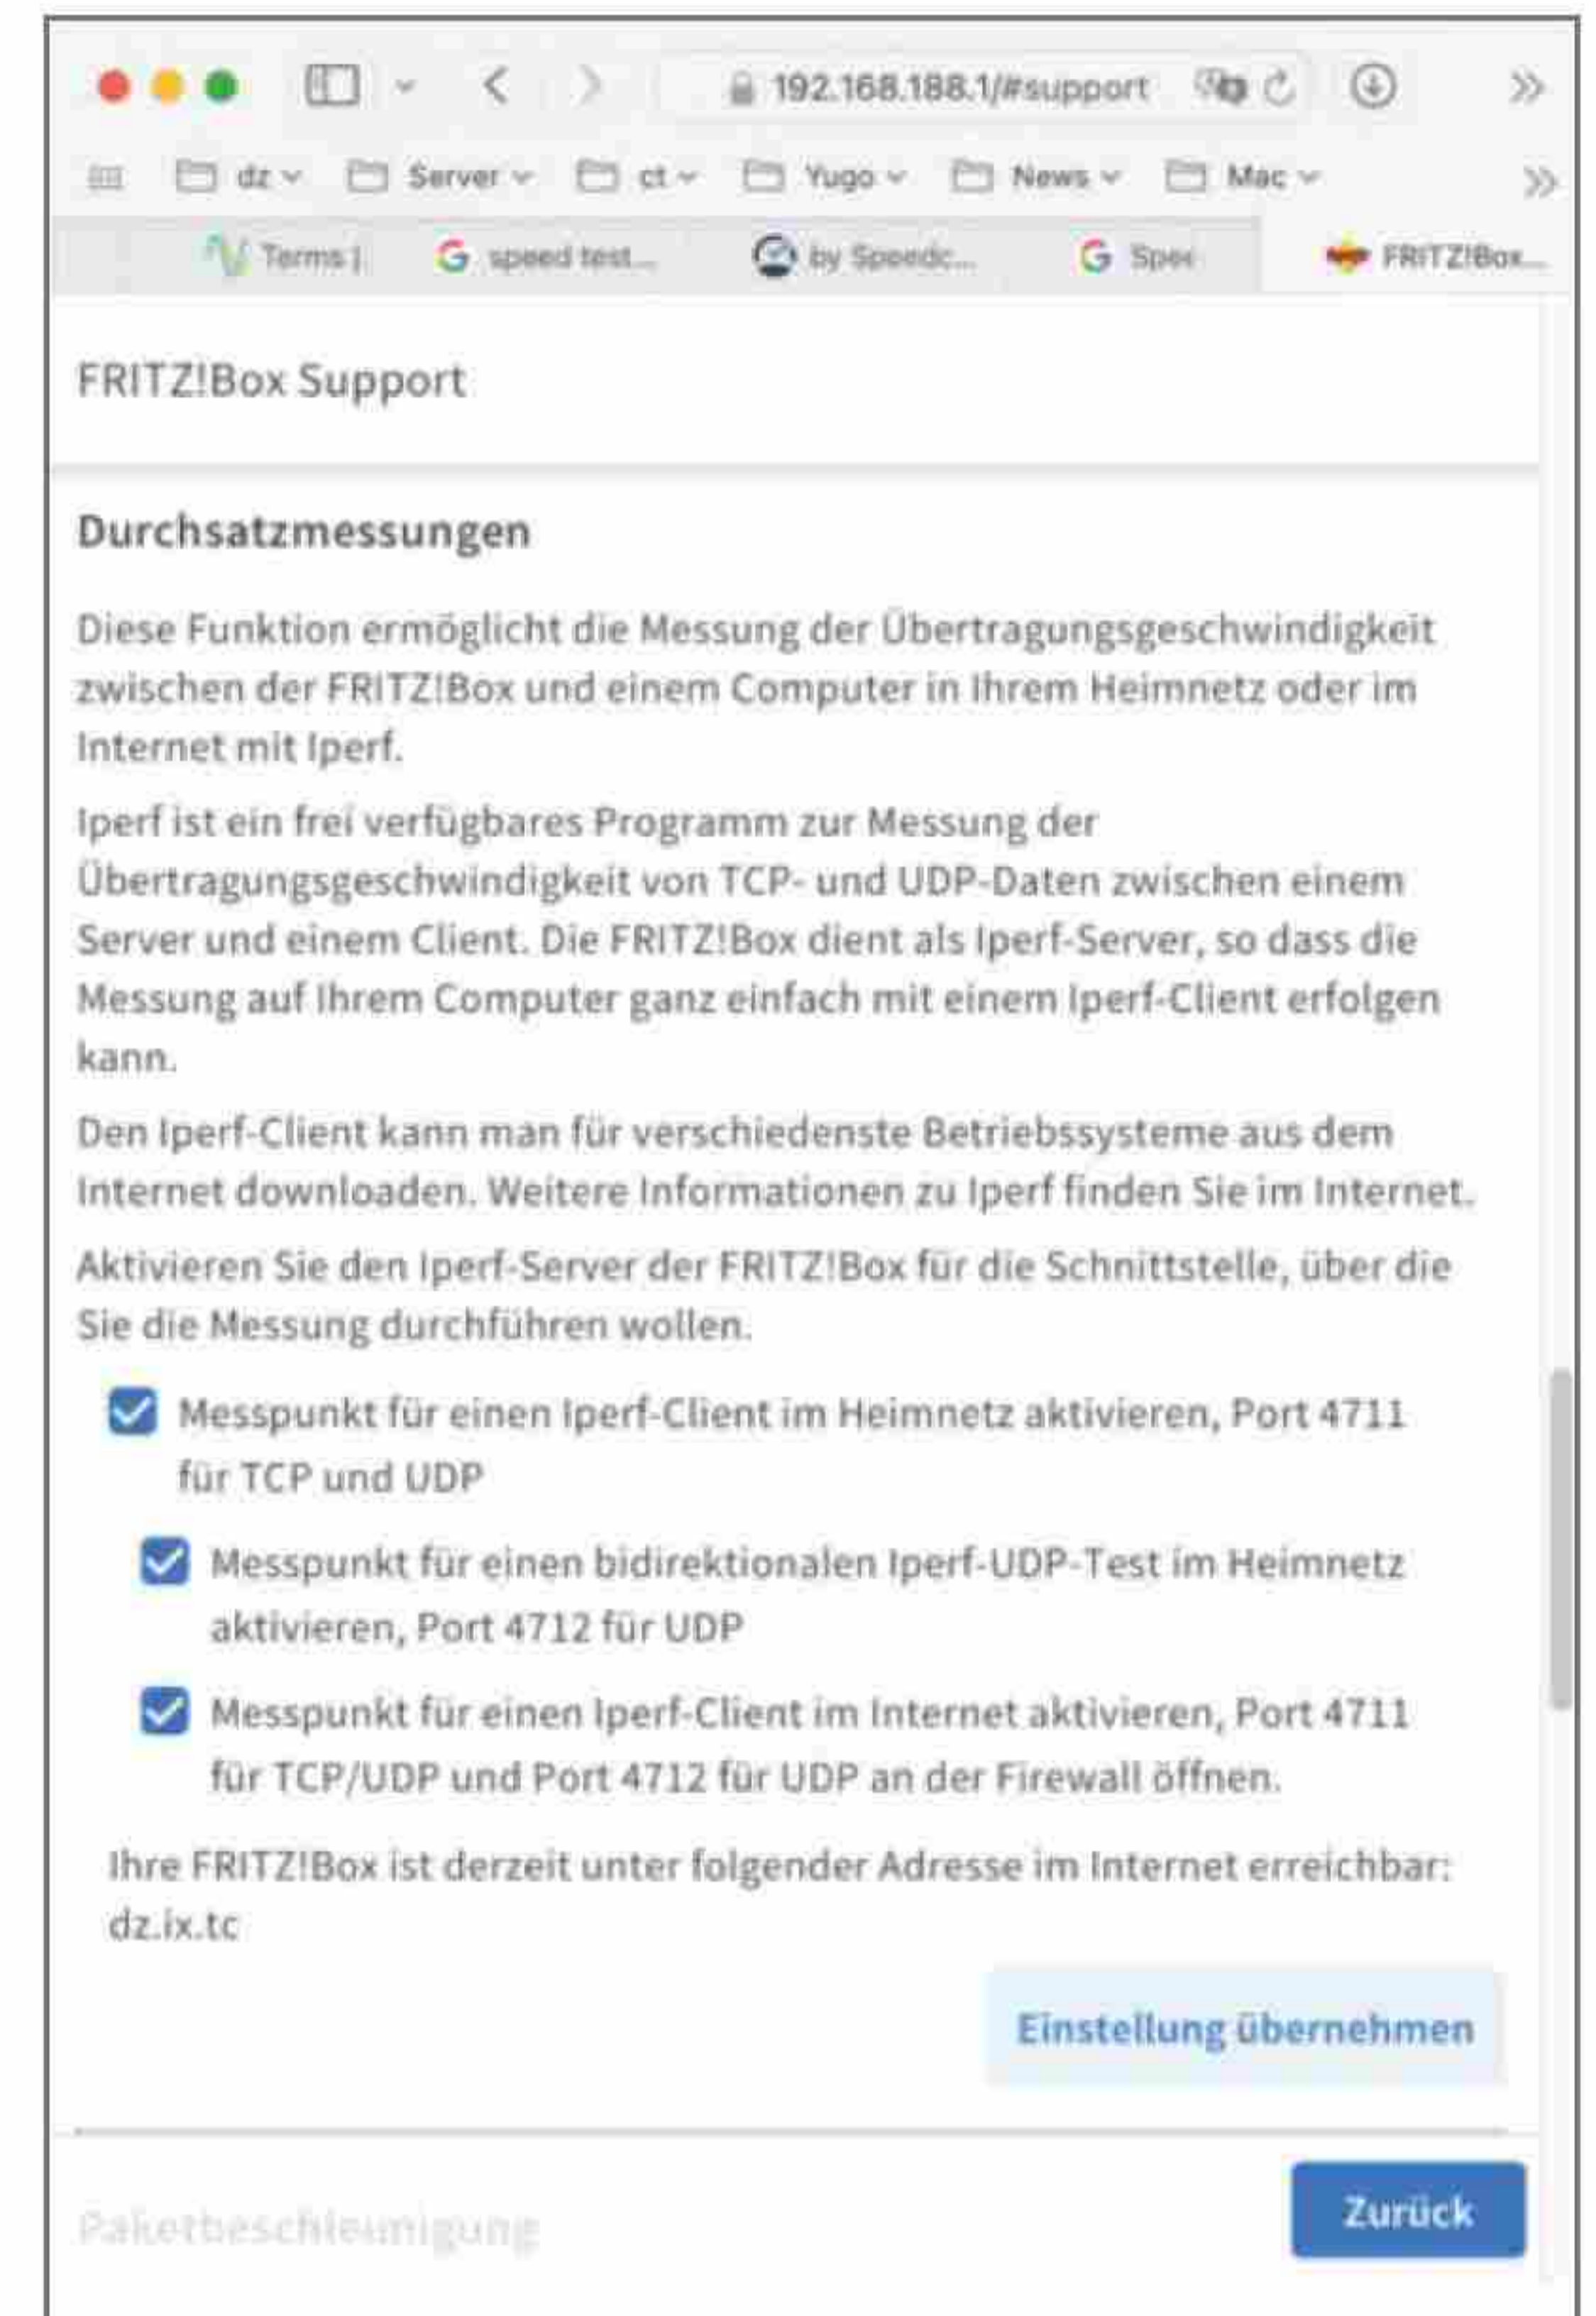 192.168.188.1/#support
dz Server ct Yugo News Mac
Terms | speed test... by Speedc... Spee FRITZ!Box...
FRITZ!Box Support
Durchsatzmessungen
Diese Funktion ermöglicht die Messung der Übertragungsgeschwindigkeit
zwischen der FRITZ!Box und einem Computer in Ihrem Heimnetz oder im
Internet mit Iperf.
Iperf ist ein frei verfügbares Programm zur Messung der
Übertragungsgeschwindigkeit von TCP- und UDP-Daten zwischen einem
Server und einem Client. Die FRITZ!Box dient als Iperf-Server, so dass die
Messung auf Ihrem Computer ganz einfach mit einem Iperf-Client erfolgen
kann.
Den Iperf-Client kann man für verschiedenste Betriebssysteme aus dem
Internet downloaden. Weitere Informationen zu Iperf finden Sie im Internet.
Aktivieren Sie den Iperf-Server der FRITZ!Box für die Schnittstelle, über die
Sie die Messung durchführen wollen.
Messpunkt für einen Iperf-Client im Heimnetz aktivieren, Port 4711
für TCP und UDP
Messpunkt für einen bidirektionalen Iperf-UDP-Test im Heimnetz
aktivieren, Port 4712 für UDP
Messpunkt für einen Iperf-Client im Internet aktivieren, Port 4711
für TCP/UDP und Port 4712 für UDP an der Firewall öffnen.
Ihre FRITZ!Box ist derzeit unter folgender Adresse im Internet erreichbar:
dz.ix.tc
Einstellung übernehmen
Paketbeschleunigung
Zurück